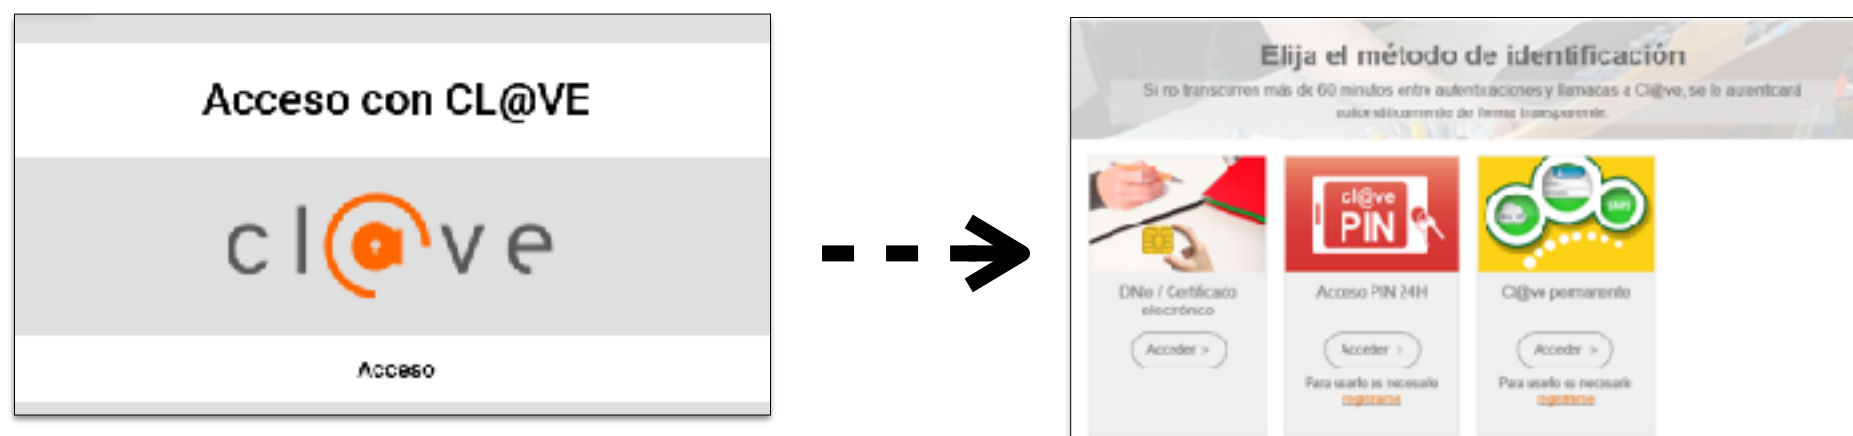 Acceso con CL@VE
cl@ve
Acceso
Elija el método de identificación
Si no transcurren más de 60 minutos entre autenticaciones y llamadas a Cl@ve, se le autenticará
automáticamente de forma transparente.
cl@ve
PIN
SMS
DNIe / Certificado
electrónico
Acceder >
Acceso PIN 24H
Acceder >
Para usarlo es necesario
registrarse
Cl@ve permanente
Acceder >
Para usarlo es necesario
registrarse